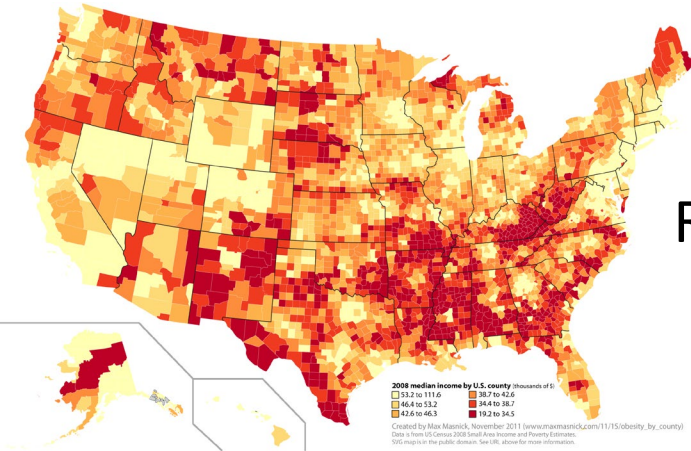 F
2008 median income by U.S. county (thousands of $)
53.2 to 111.6
46.4 to 53.2
42.6 to 46.3
38.7 to 42.6
34.4 to 38.7
19.2 to 34.5
Created by Max Masnick, November 2011 (www.maxmasnick.com/11/15/obesity_by_county)
Data is from US Census 2008 Small Area Income and Poverty Estimates.
SVG map is in the public domain. See URL above for more information.